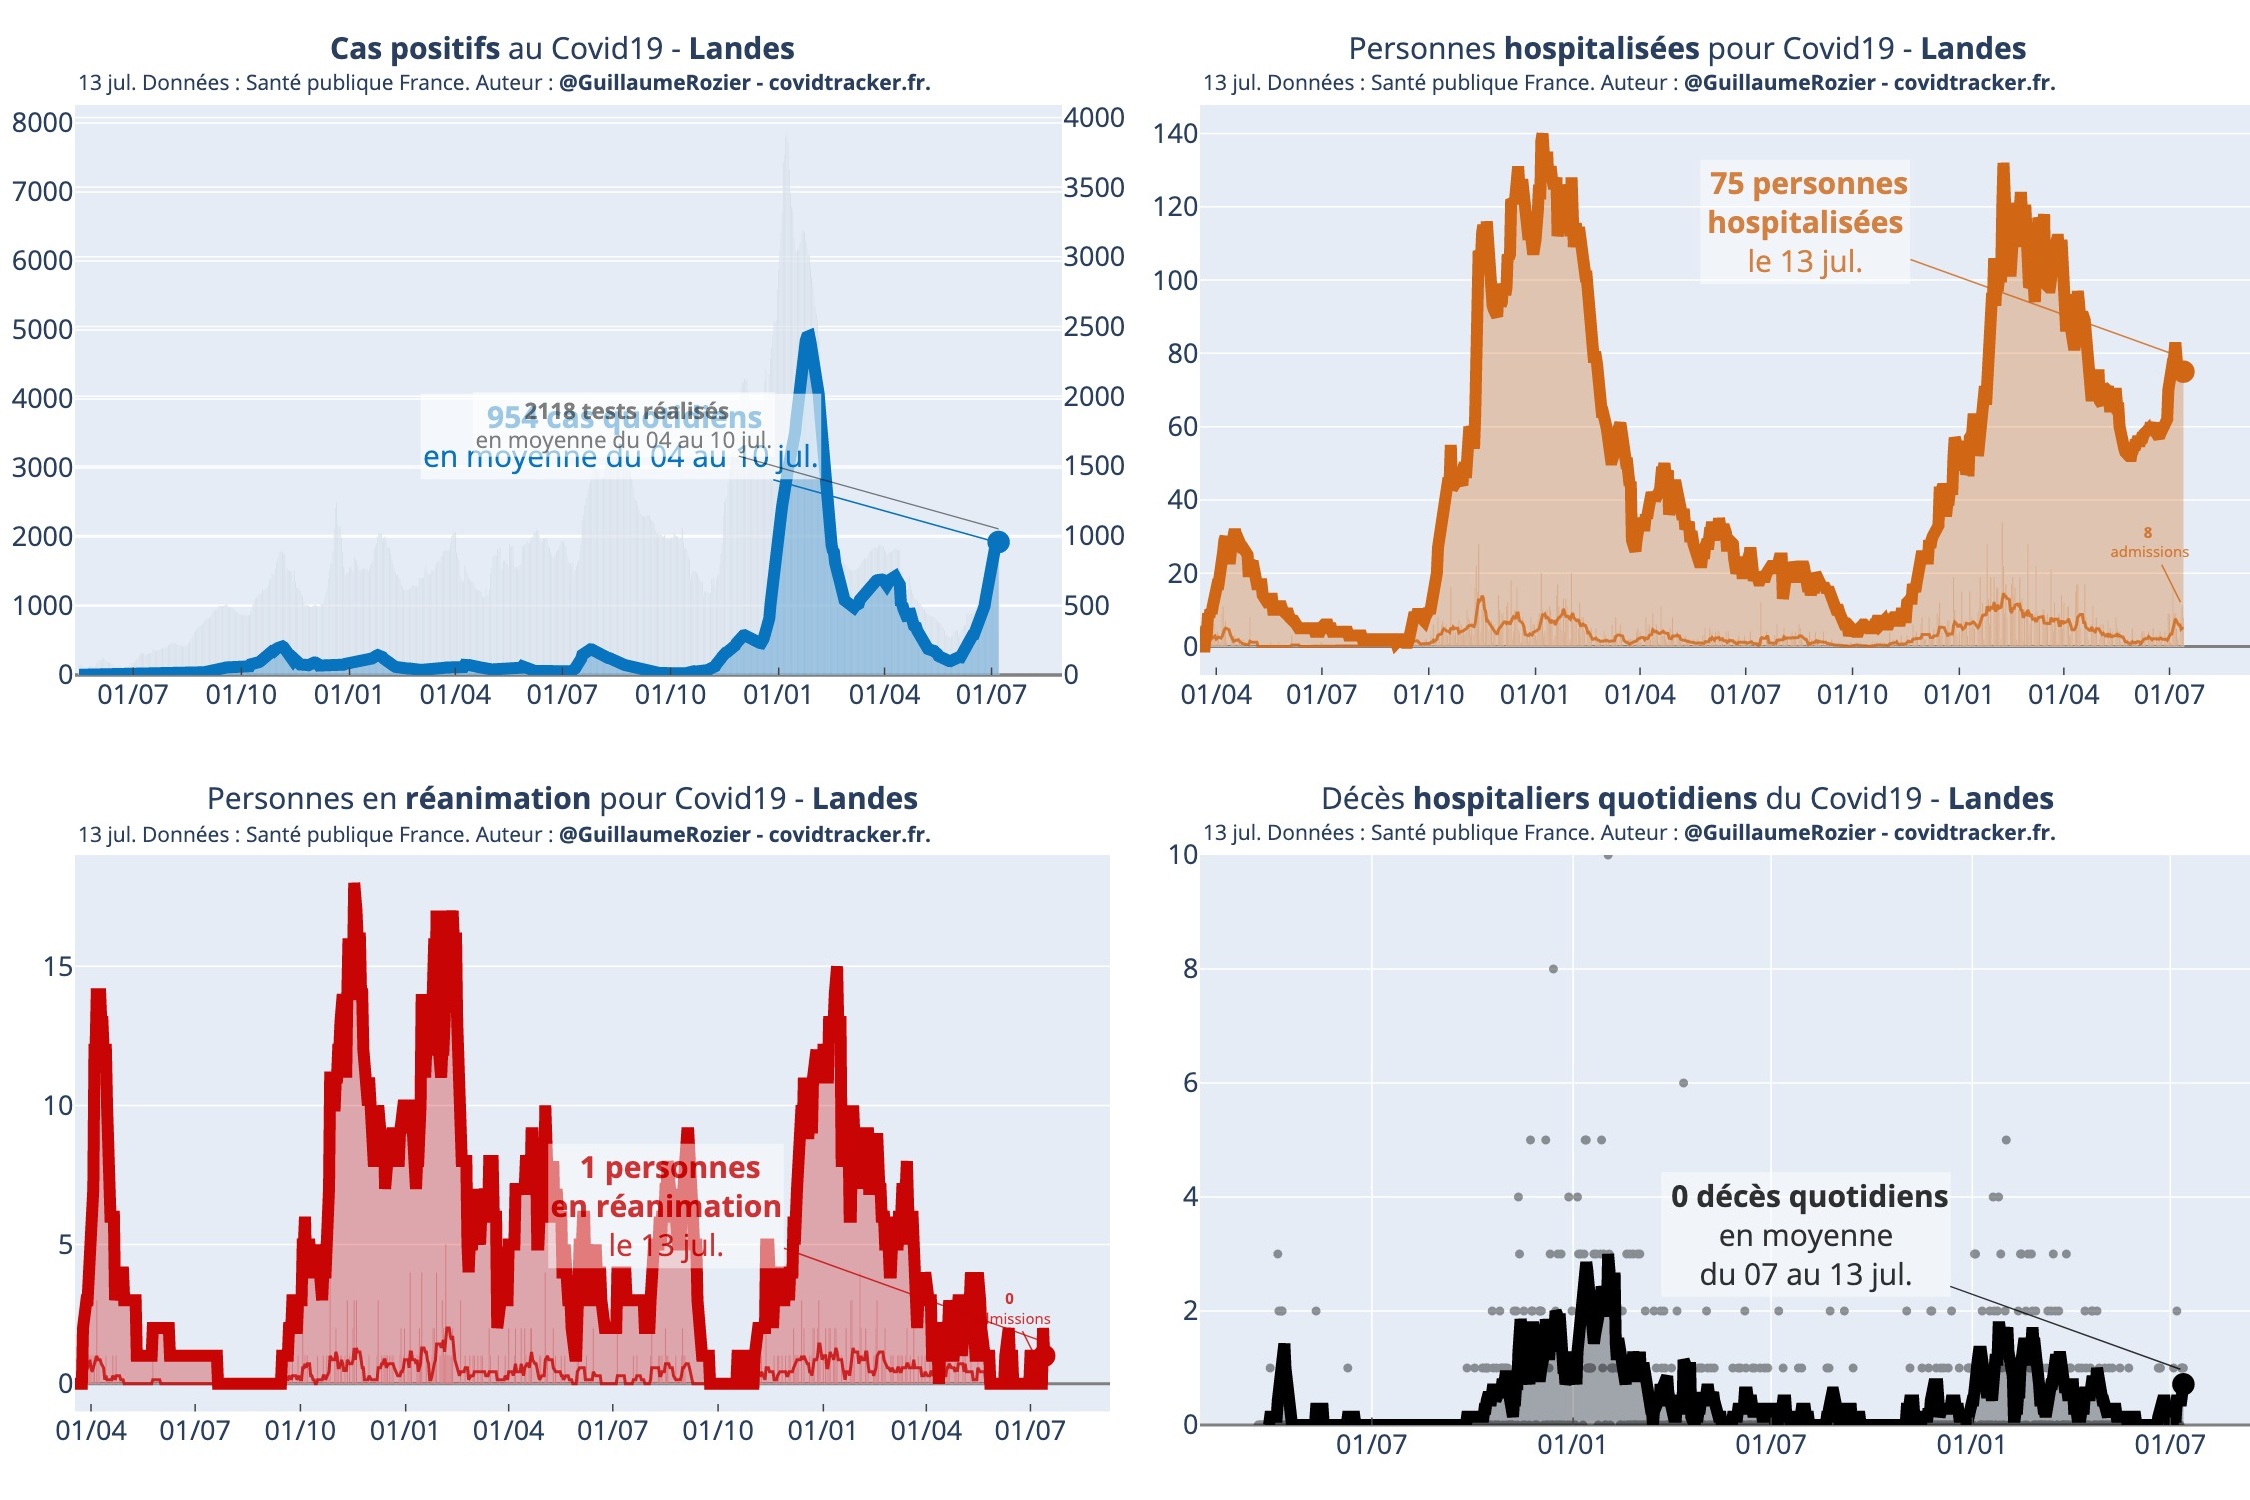 Cas positifs au Covid19 - Landes
13 jul. Données : Santé publique France. Auteur : @GuillaumeRozier - covidtracker.fr.
8000
7000
6000
5000
4000
3000
2000
1000
0
4000
3500
3000
2500
2000
1500
1000
500
0
2118 tests réalisés
en moyenne du 04 au 10 jul.
954 cas quotidiens
en moyenne du 04 au 10 jul.
01/07 01/10 01/01 01/04 01/07 01/10 01/01 01/04 01/07
Personnes hospitalisées pour Covid19 - Landes
13 jul. Données : Santé publique France. Auteur : @GuillaumeRozier - covidtracker.fr.
140
120
100
80
60
40
20
0
75 personnes
hospitalisées
le 13 jul.
8
admissions
01/04 01/07 01/10 01/01 01/04 01/07 01/10 01/01 01/04 01/07
Personnes en réanimation pour Covid19 - Landes
13 jul. Données : Santé publique France. Auteur : @GuillaumeRozier - covidtracker.fr.
15
10
5
0
1 personnes
en réanimation
le 13 jul.
0
missions
01/04 01/07 01/10 01/01 01/04 01/07 01/10 01/01 01/04 01/07
Décès hospitaliers quotidiens du Covid19 - Landes
13 jul. Données : Santé publique France. Auteur : @GuillaumeRozier - covidtracker.fr.
10
8
6
4
2
0
0 décès quotidiens
en moyenne
du 07 au 13 jul.
01/07 01/01 01/07 01/01 01/07